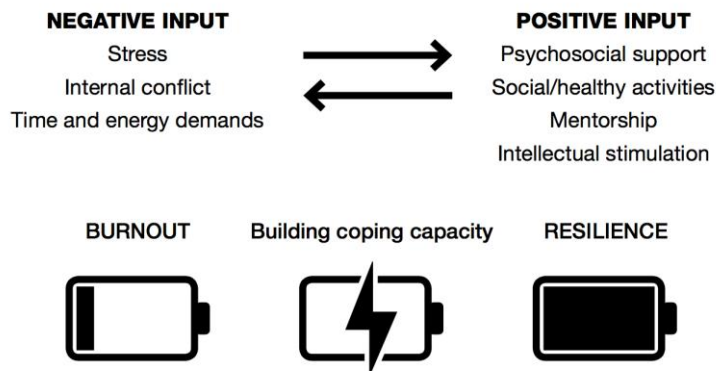 NEGATIVE INPUT
Stress
Internal conflict
Time and energy demands
POSITIVE INPUT
Psychosocial support
Social/healthy activities
Mentorship
Intellectual stimulation
BURNOUT
Building coping capacity
RESILIENCE